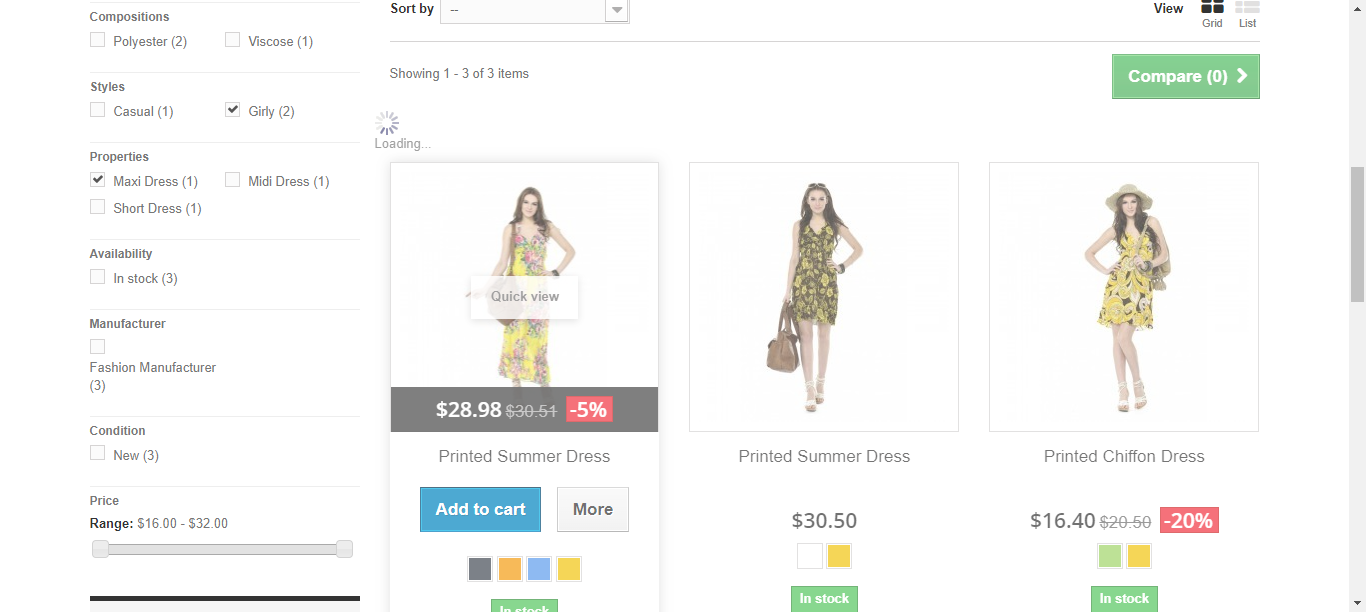 Compositions
Polyester (2) Viscose (1)
Styles
Casual (1) Girly (2)
Properties
Maxi Dress (1) Midi Dress (1)
Short Dress (1)
Availability
In stock (3)
Manufacturer
Fashion Manufacturer
(3)
Condition
New (3)
Price
Range: $16.00 - $32.00
Sort by --
View
Grid List
Showing 1 - 3 of 3 items
Compare (0)
Loading...
Quick view
$28.98 $30.51 -5%
Printed Summer Dress
Add to cart More
In stock
Printed Summer Dress
$30.50
In stock
Printed Chiffon Dress
$16.40 $20.50 -20%
In stock